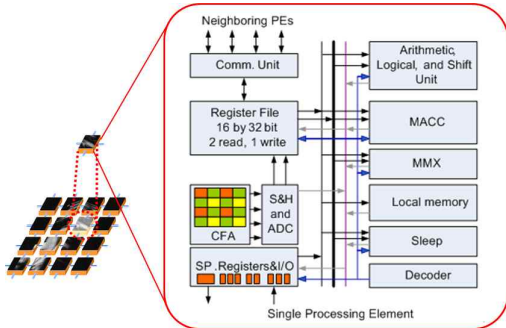 Neighboring PEs
Comm. Unit
Register File
16 by 32 bit
2 read, 1 write
CFA
S&H
and
ADC
SP .Registers&I/O
Arithmetic,
Logical, and Shift
Unit
MACC
MMX
Local memory
Sleep
Decoder
Single Processing Element